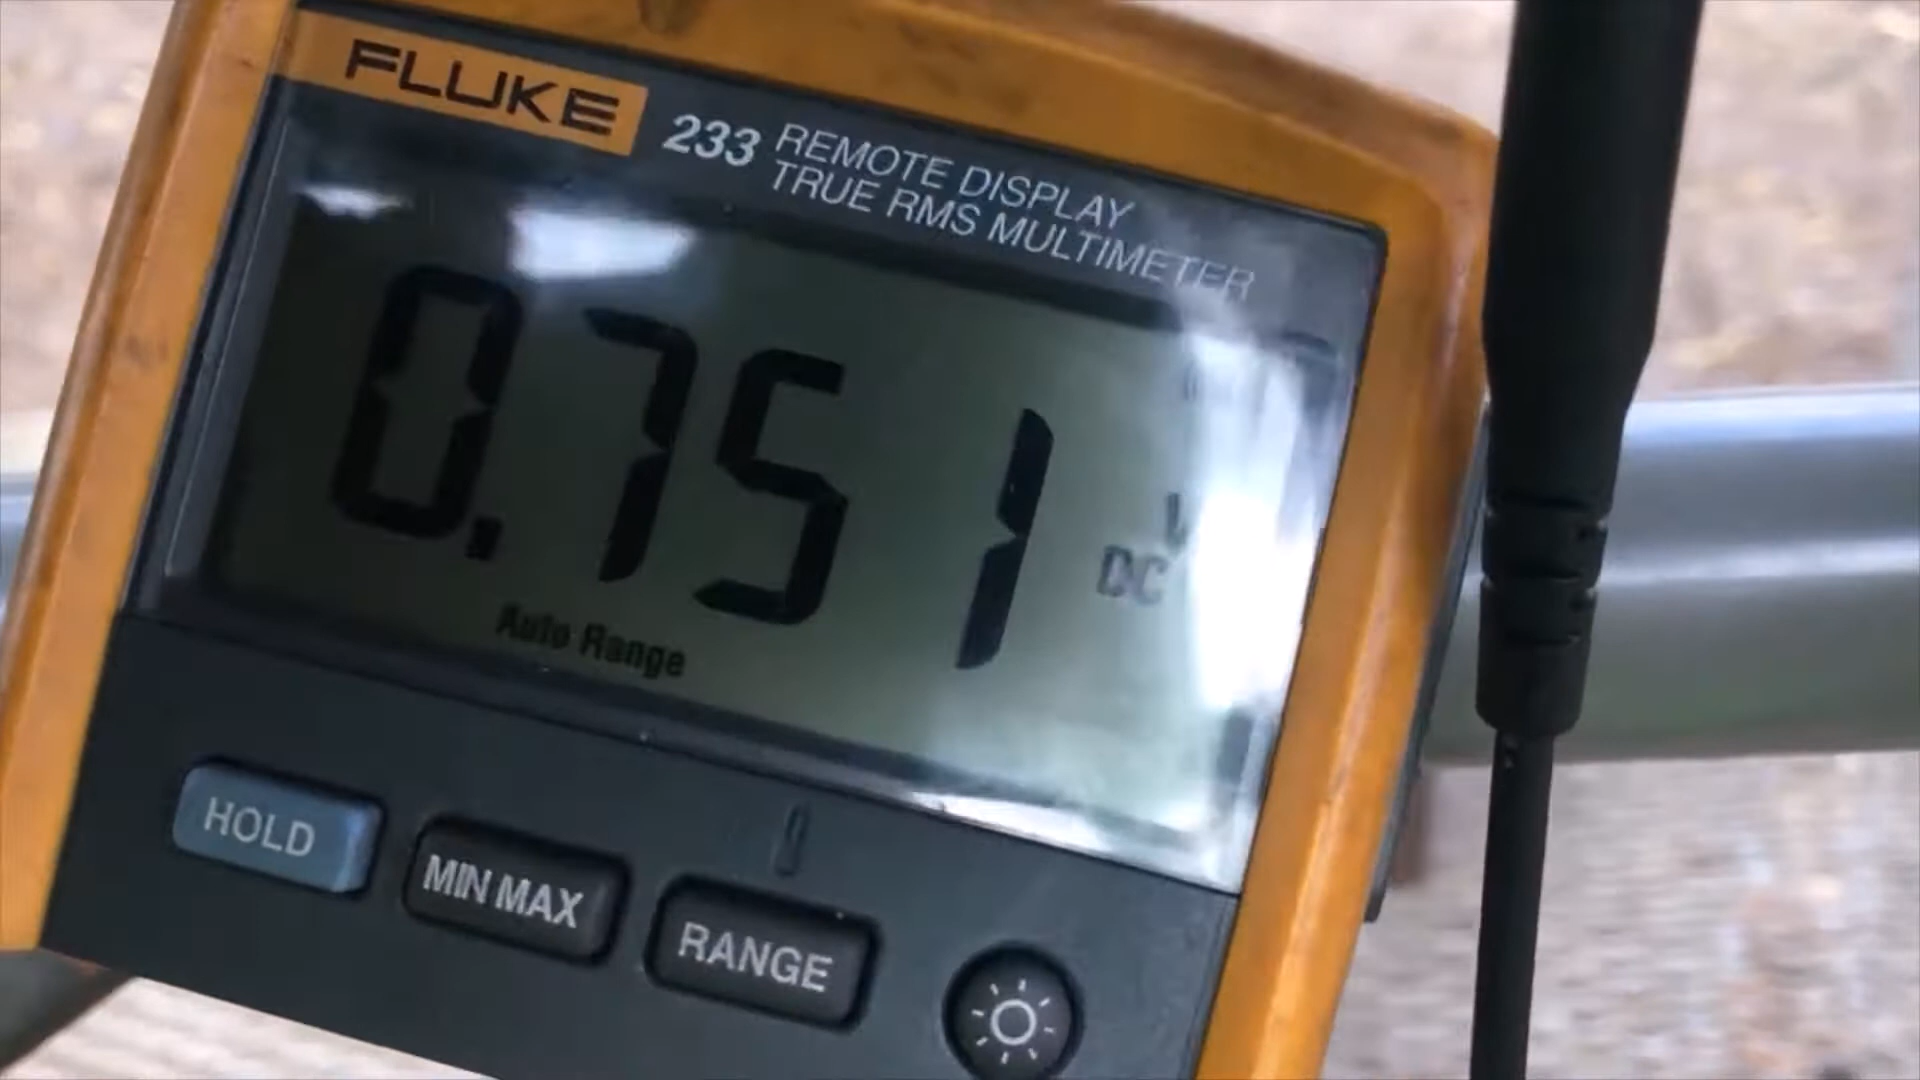 FLUKE
233 REMOTE DISPLAY
TRUE RMS MULTIMETER
0.751
V
DC
Auto Range
HOLD
MIN MAX
RANGE